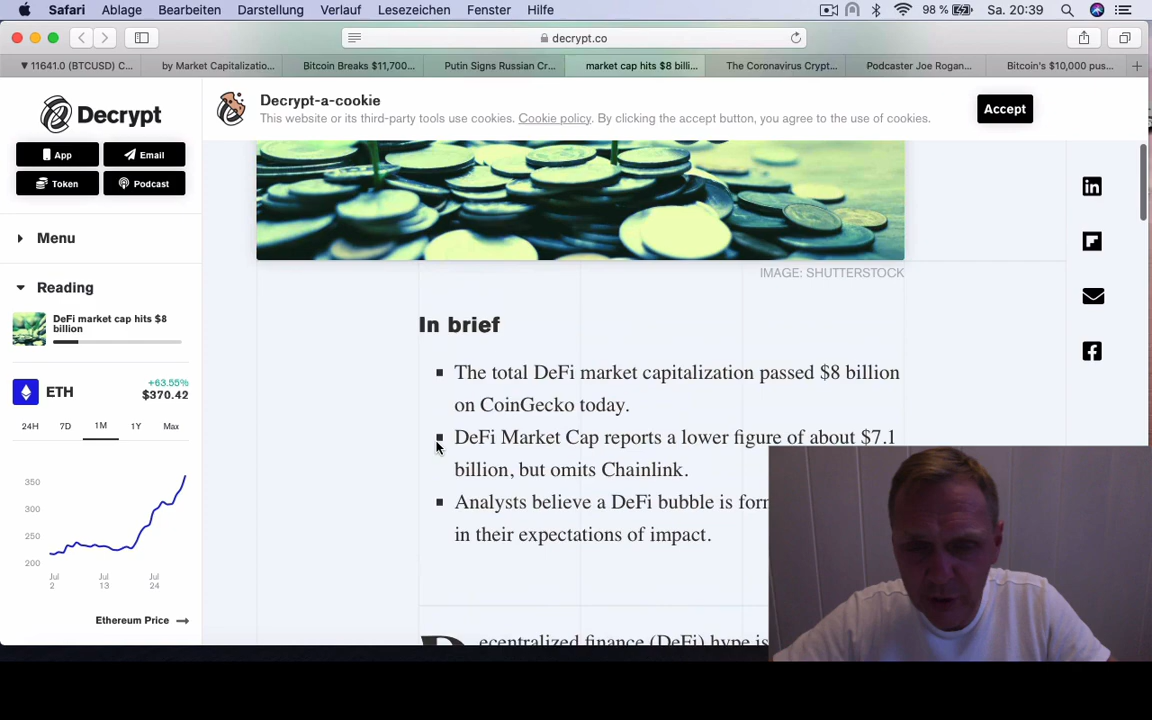 Safari Ablage Bearbeiten Darstellung Verlauf Lesezeichen Fenster Hilfe 98 % Sa. 20:39
decrypt.co
▼ 11641.0 (BTCUSD) C... by Market Capitalizatio... Bitcoin Breaks $11,700... Putin Signs Russian Cr... market cap hits $8 billi... The Coronavirus Crypt... Podcaster Joe Rogan... Bitcoin's $10,000 pus...
Decrypt
App Email
Token Podcast
Menu
Reading
DeFi market cap hits $8
billion
ETH +63.55%
$370.42
24H 7D 1M 1Y Max
350
300
250
200
Jul Jul Jul
2 13 24
Ethereum Price
Decrypt-a-cookie
This website or its third-party tools use cookies. Cookie policy. By clicking the accept button, you agree to the use of cookies.
Accept
IMAGE: SHUTTERSTOCK
In brief
The total DeFi market capitalization passed $8 billion
on CoinGecko today.
DeFi Market Cap reports a lower figure of about $7.1
billion, but omits Chainlink.
Analysts believe a DeFi bubble is for
in their expectations of impact.
ecentralized finance (DeFi) hype is